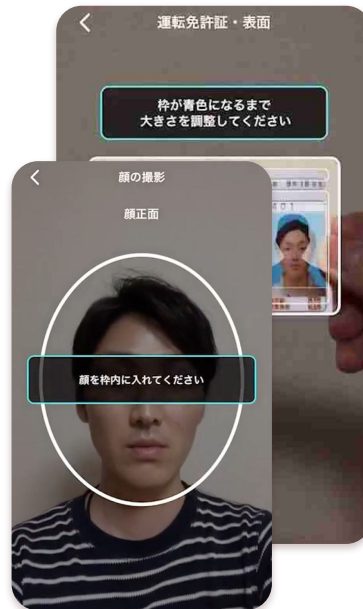 運転免許証・表面
枠が青色になるまで
大きさを調整してください
顔の撮影
顔正面
顔を枠内に入れてください